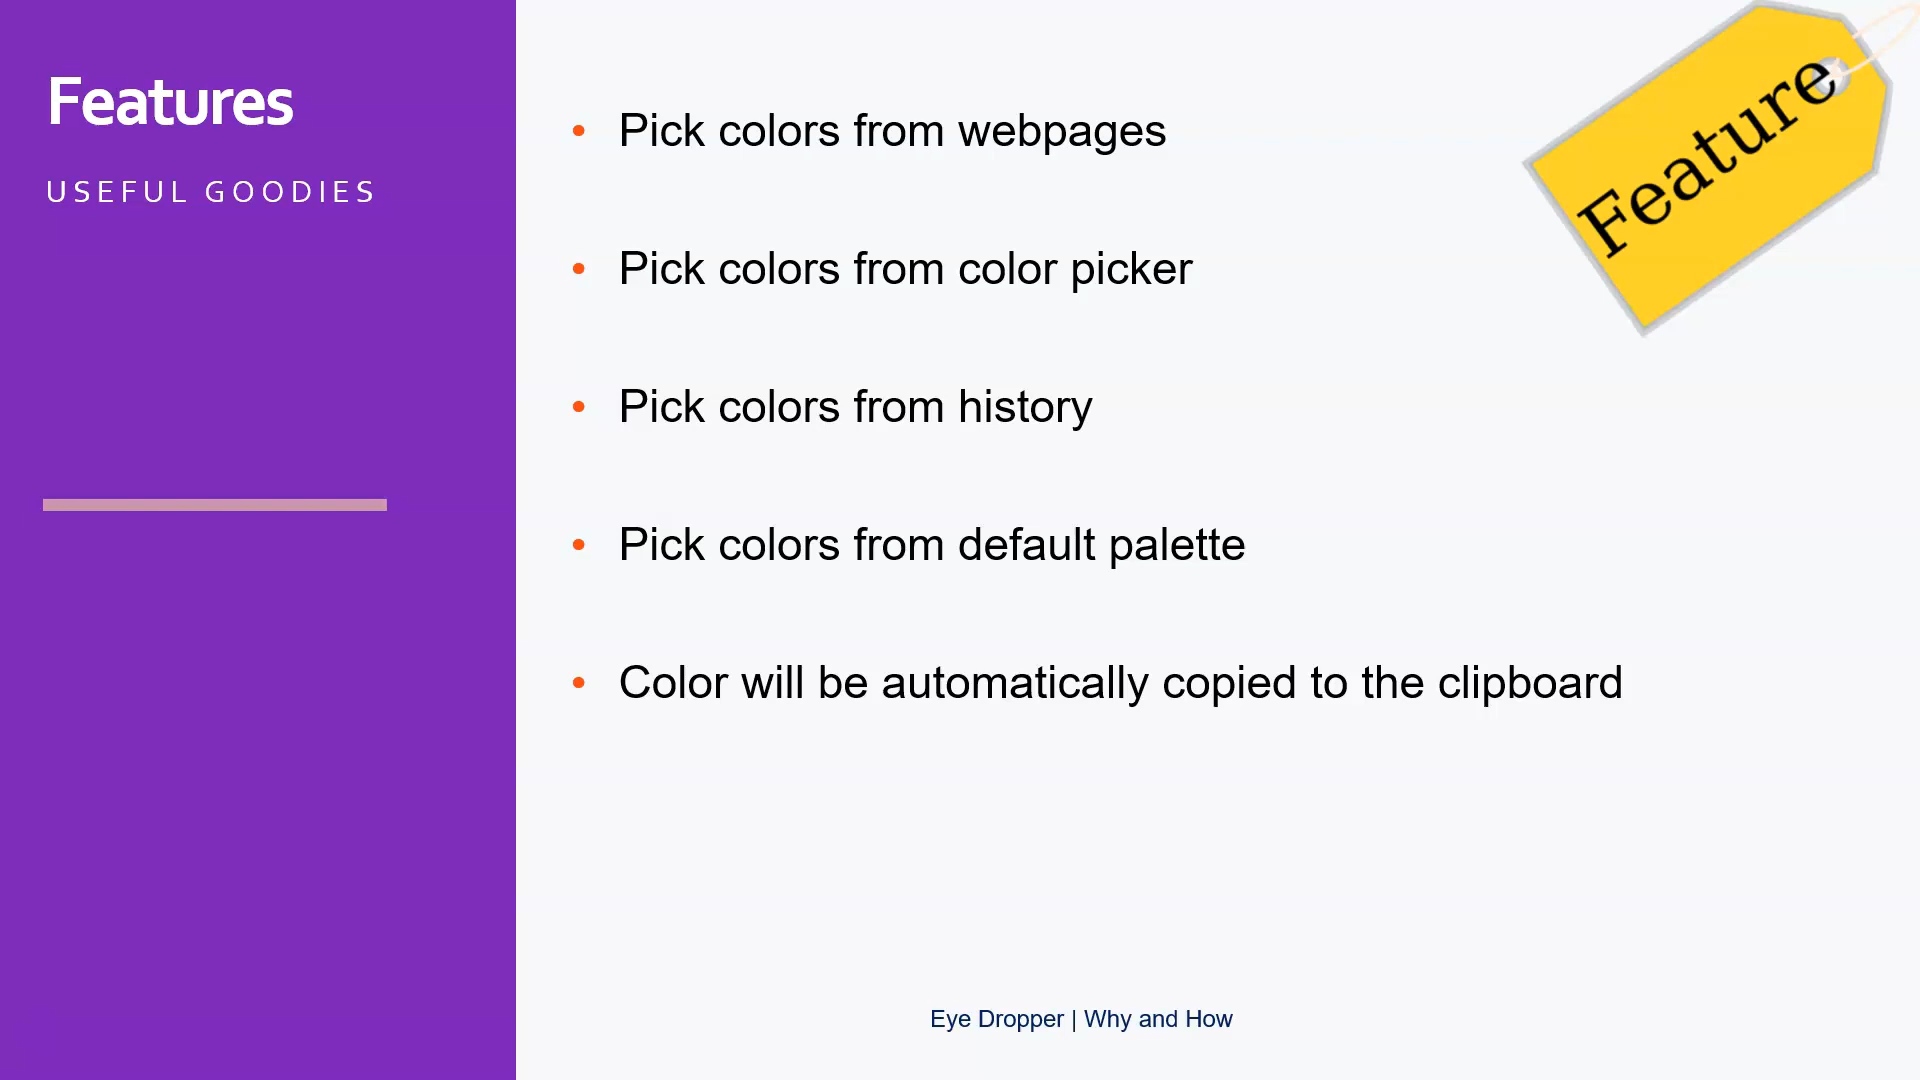 Features
USEFUL GOODIES
• Pick colors from webpages
• Pick colors from color picker
• Pick colors from history
• Pick colors from default palette
• Color will be automatically copied to the clipboard
Feature
Eye Dropper | Why and How